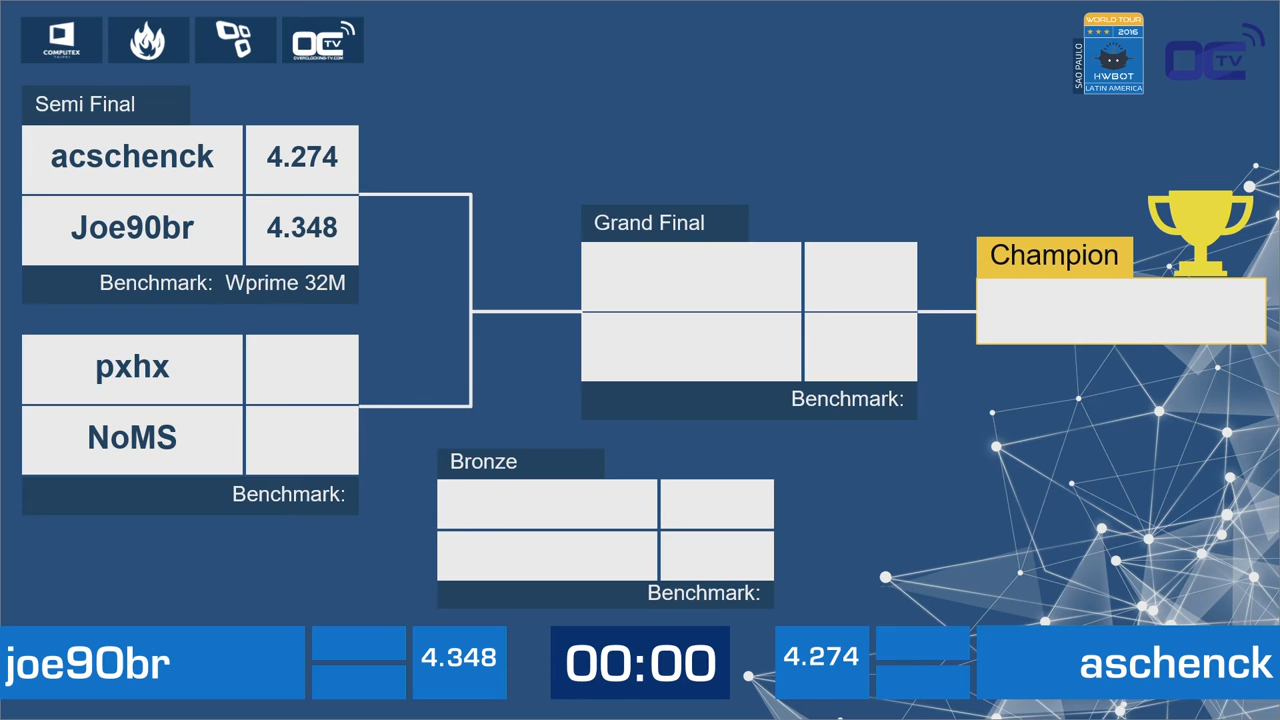 COMPUTEX
TAIPEI
OC TV
OVERCLOCKING-TV.COM
WORLD TOUR
2016
SAO PAULO
HWBOT
LATIN AMERICA
OC TV
Semi Final
acschenck 4.274
Joe90br 4.348
Benchmark: Wprime 32M
pxhx
NoMS
Benchmark:
Grand Final
Benchmark:
Champion
Bronze
Benchmark:
joe90br 4.348 00:00 4.274 aschenck